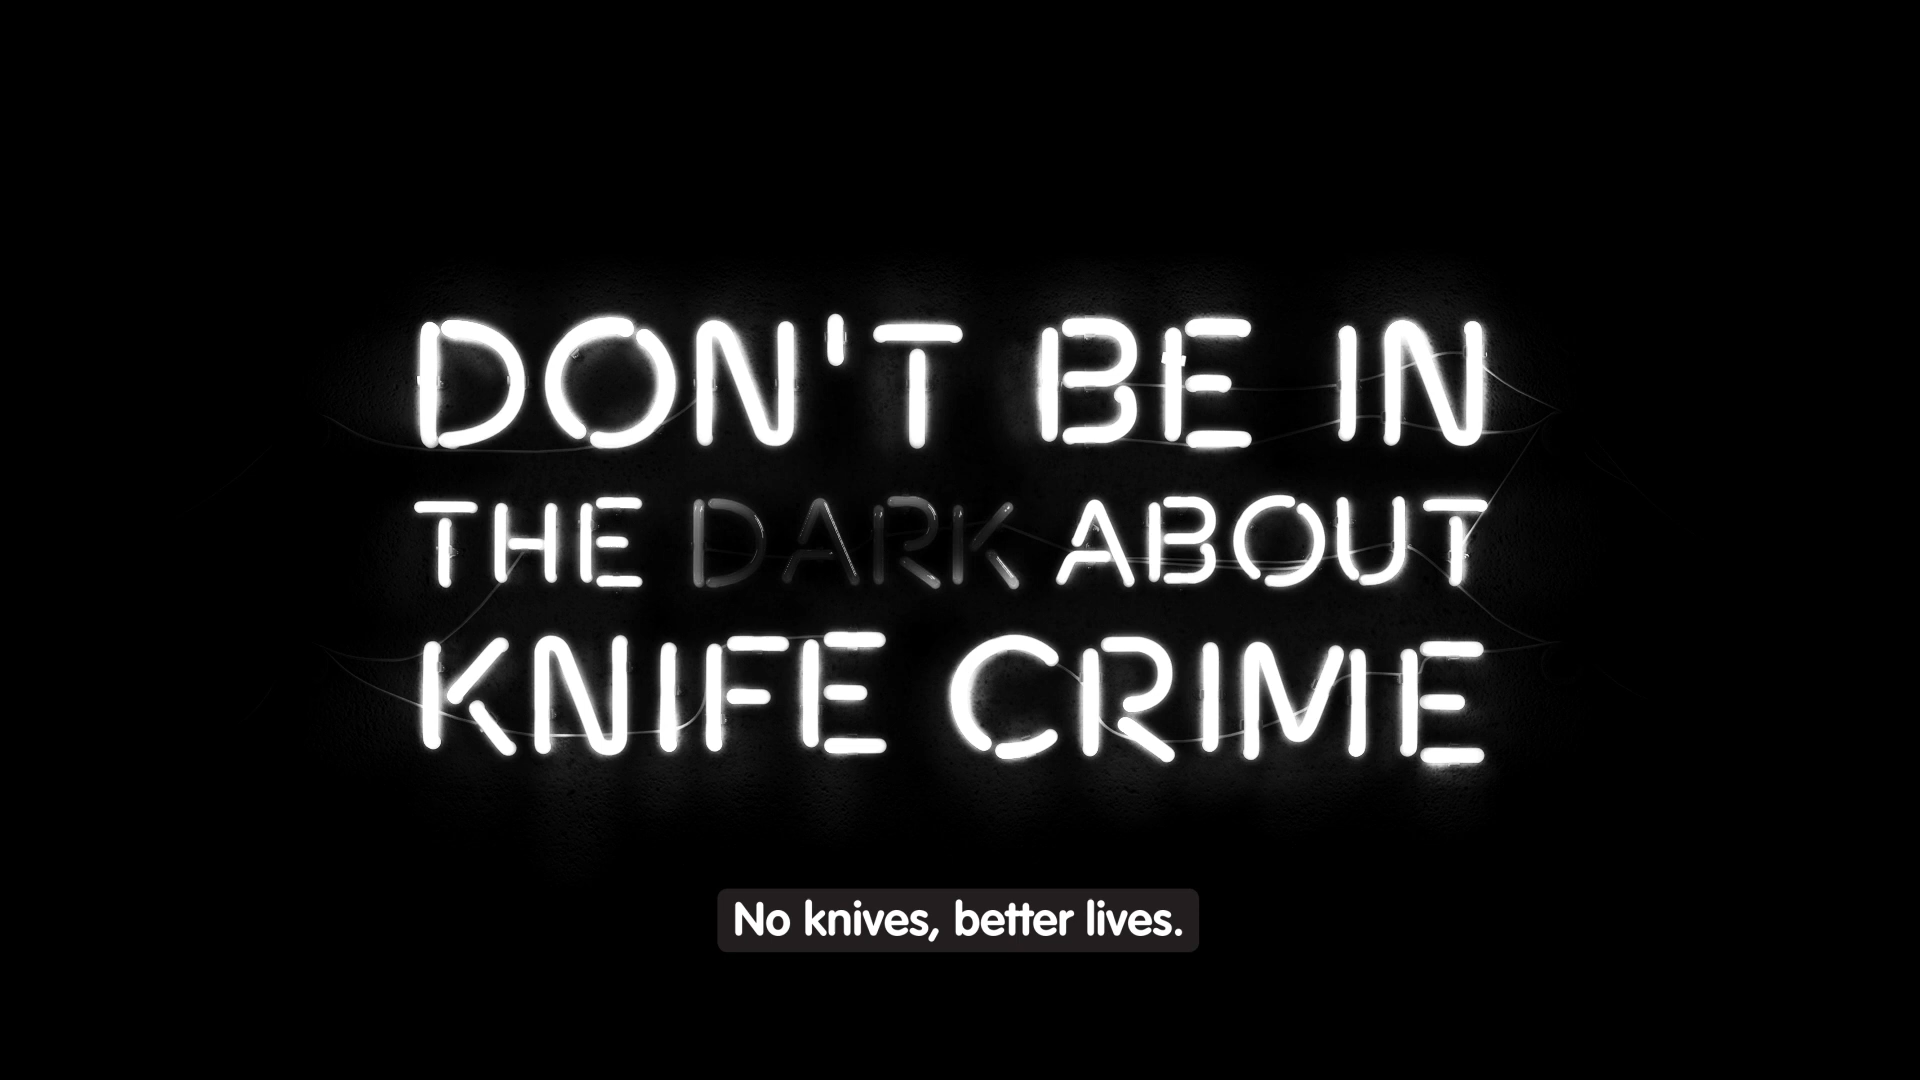 DON'T BE IN
THE DARK ABOUT
KNIFE CRIME
No knives, better lives.